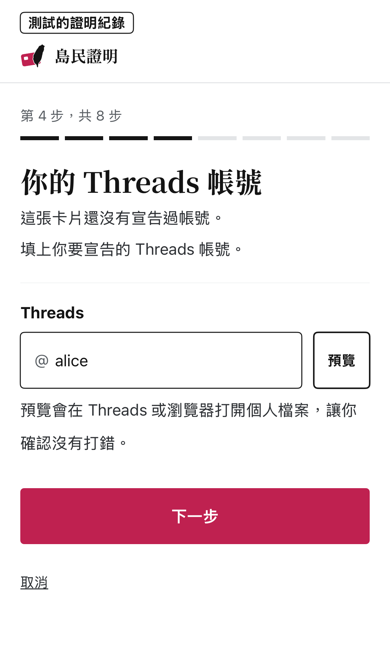 測試的證明紀錄
島民證明
第 4 步，共 8 步
你的 Threads 帳號
這張卡片還沒有宣告過帳號。
填上你要宣告的 Threads 帳號。
Threads
@ alice
預覽
預覽會在 Threads 或瀏覽器打開個人檔案，讓你
確認沒有打錯。
下一步
取消